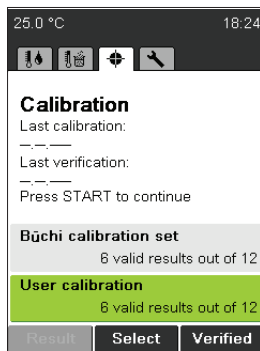 25.0 °C 18:24
Calibration
Last calibration:
–.–.––
Last verification:
–.–.––
Press START to continue
Büchi calibration set
6 valid results out of 12
User calibration
6 valid results out of 12
Result Select Verified